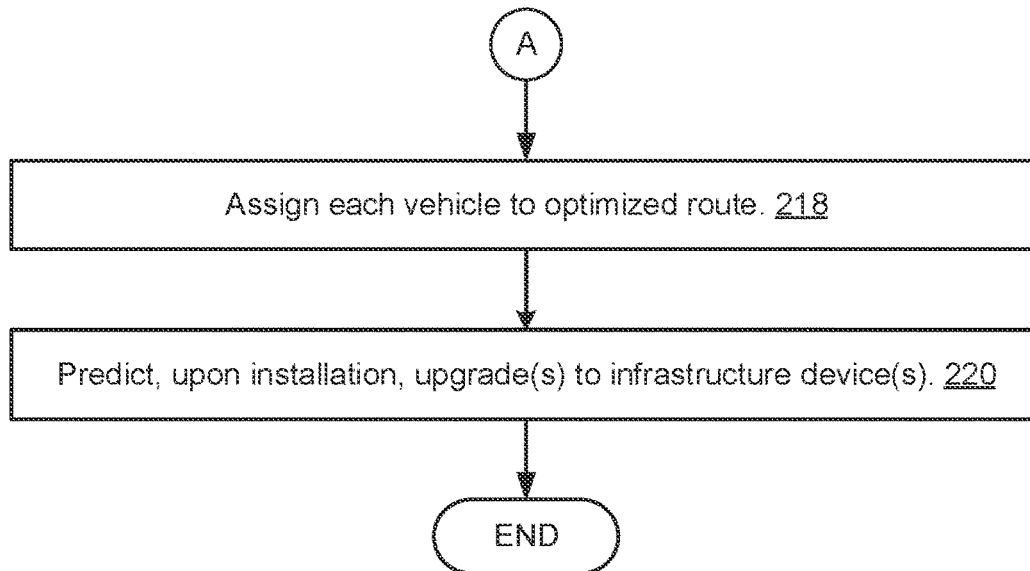 A
Assign each vehicle to optimized route. 218
Predict, upon installation, upgrade(s) to infrastructure device(s). 220
END